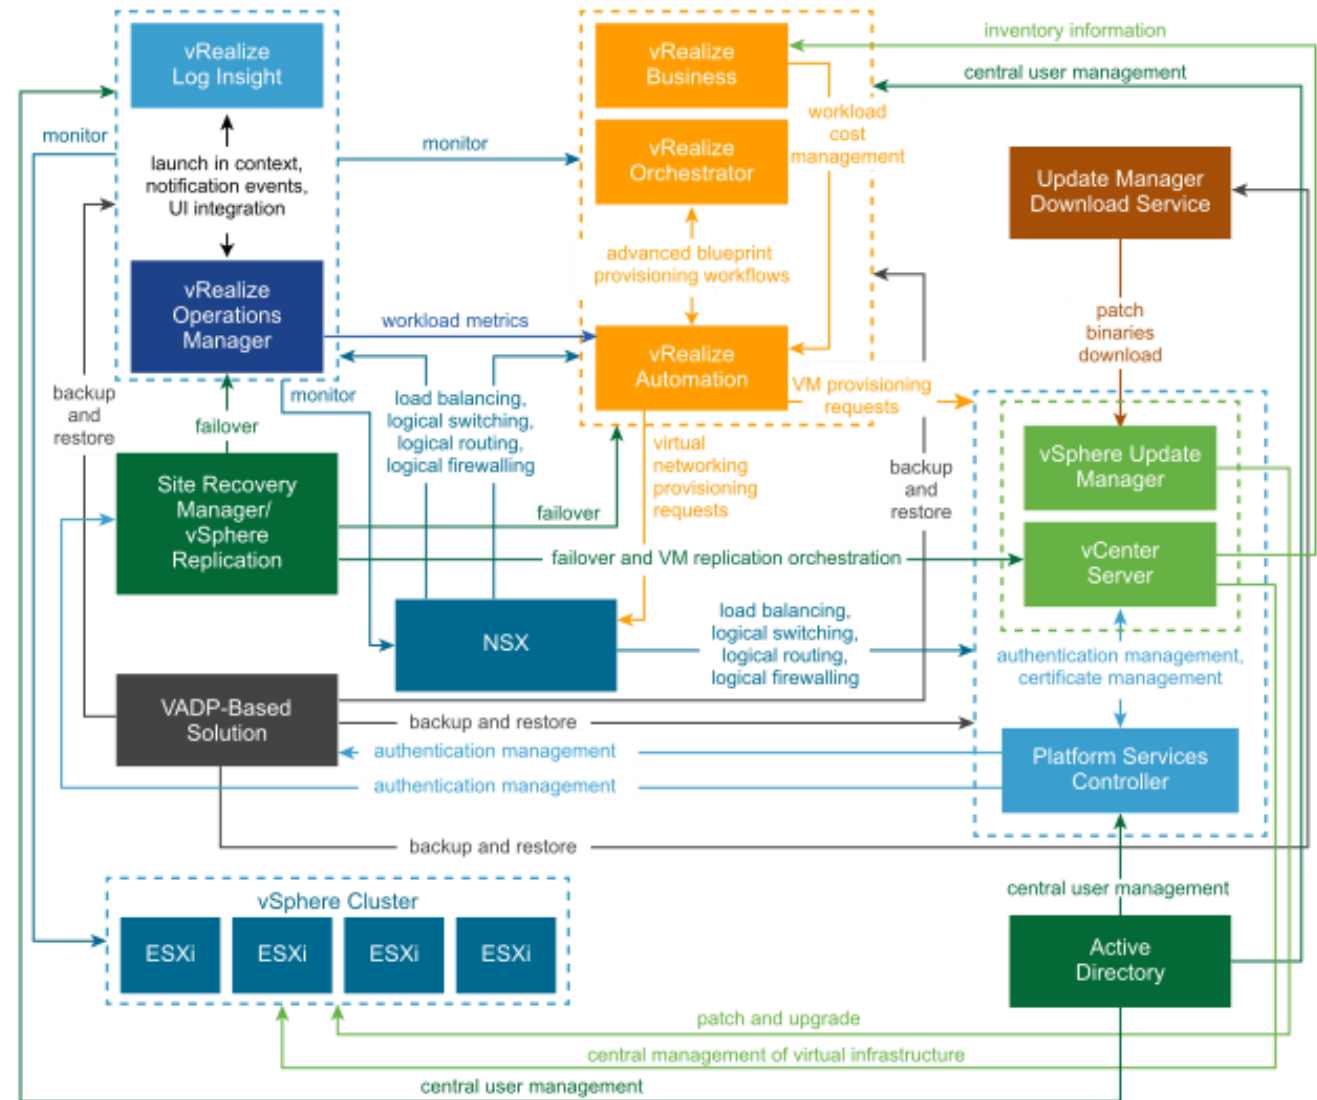 vRealize
Log Insight
launch in context,
notification events,
UI integration
vRealize
Operations
Manager
monitor
monitor
workload metrics
vRealize
Business
vRealize
Orchestrator
advanced blueprint
provisioning workflows
vRealize
Automation
workload
cost
management
inventory information
central user management
Update Manager
Download Service
patch
binaries
download
VM provisioning
requests
backup
and
restore
failover
monitor
load balancing,
logical switching,
logical routing,
logical firewalling
virtual
networking
provisioning
requests
backup
and
restore
vSphere Update
Manager
vCenter
Server
Site Recovery
Manager/
vSphere
Replication
failover
failover and VM replication orchestration
NSX
load balancing,
logical switching,
logical routing,
logical firewalling
authentication management,
certificate management
VADP-Based
Solution
backup and restore
authentication management
authentication management
Platform Services
Controller
backup and restore
central user management
vSphere Cluster
ESXi
ESXi
ESXi
ESXi
Active
Directory
patch and upgrade
central management of virtual infrastructure
central user management